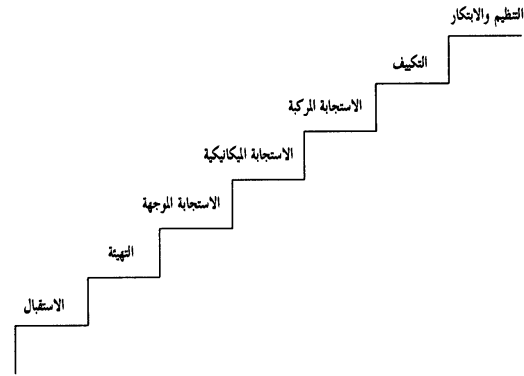 التنظيم والابتكار
التكييف
الاستجابة المركبة
الاستجابة الميكانيكية
الاستجابة الموجهة
التهيئة
الاستقبال